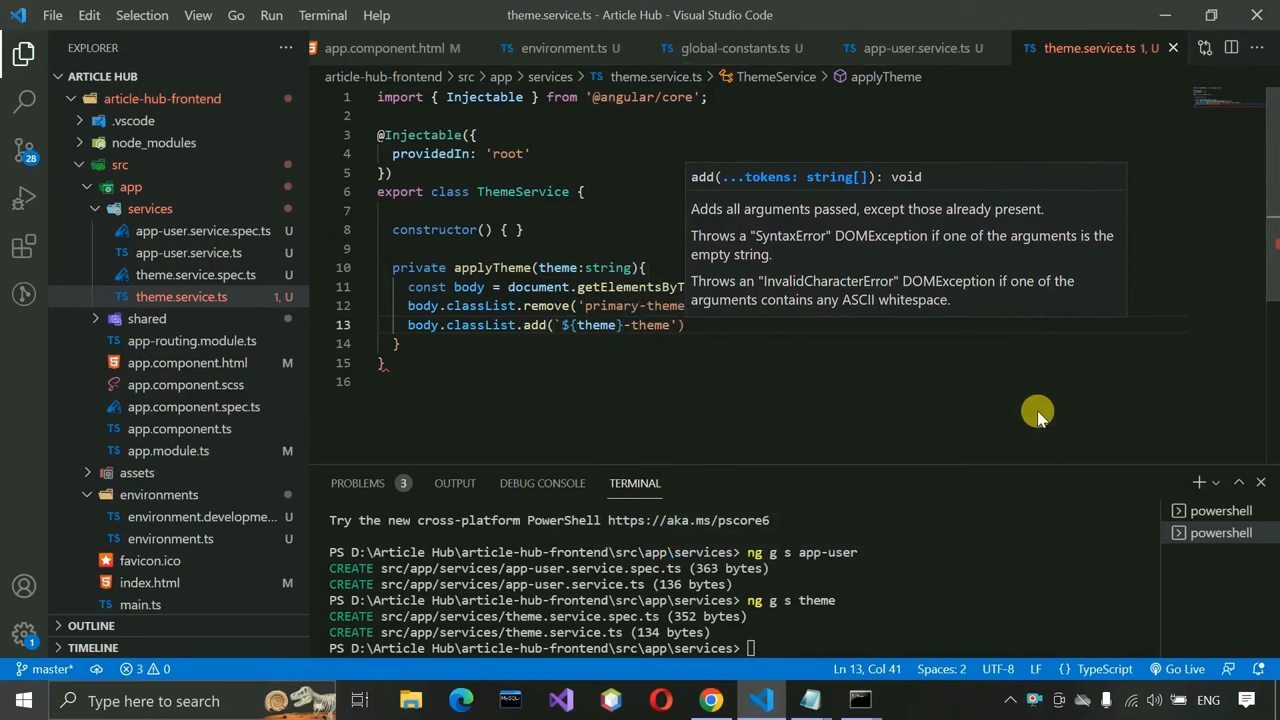 File Edit Selection View Go Run Terminal Help
theme.service.ts - Article Hub - Visual Studio Code
EXPLORER
app.component.html M
environment.ts U
global-constants.ts U
app-user.service.ts U
theme.service.ts 1, U
article-hub-frontend > src > app > services > theme.service.ts > ThemeService > applyTheme
ARTICLE HUB
article-hub-frontend
.vscode
node_modules
src
app
services
app-user.service.spec.ts U
app-user.service.ts U
theme.service.spec.ts U
theme.service.ts 1, U
shared
app-routing.module.ts
app.component.html M
app.component.scss
app.component.spec.ts
app.component.ts
app.module.ts M
assets
environments
environment.developme... U
environment.ts U
favicon.ico
index.html M
main.ts
OUTLINE
TIMELINE
1 import { Injectable } from '@angular/core';
2
3 @Injectable({
4 providedIn: 'root'
5 })
6 export class ThemeService {
7
8 constructor() { }
9
10 private applyTheme(theme:string){
11 const body = document.getElementsByT
12 body.classList.remove('primary-theme
13 body.classList.add(`${theme}-theme')
14 }
15 }
16
add(...tokens: string[]): void
Adds all arguments passed, except those already present.
Throws a "SyntaxError" DOMException if one of the arguments is the
empty string.
Throws an "InvalidCharacterError" DOMException if one of the
arguments contains any ASCII whitespace.
PROBLEMS 3 OUTPUT DEBUG CONSOLE TERMINAL
Try the new cross-platform PowerShell https://aka.ms/pscore6
PS D:\Article Hub\article-hub-frontend\src\app\services> ng g s app-user
CREATE src/app/services/app-user.service.spec.ts (363 bytes)
CREATE src/app/services/app-user.service.ts (136 bytes)
PS D:\Article Hub\article-hub-frontend\src\app\services> ng g s theme
CREATE src/app/services/theme.service.spec.ts (352 bytes)
CREATE src/app/services/theme.service.ts (134 bytes)
PS D:\Article Hub\article-hub-frontend\src\app\services>
powershell
powershell
28
1
master* 3 0 Ln 13, Col 41 Spaces: 2 UTF-8 LF {} TypeScript Go Live
Type here to search
MySQL
ENG